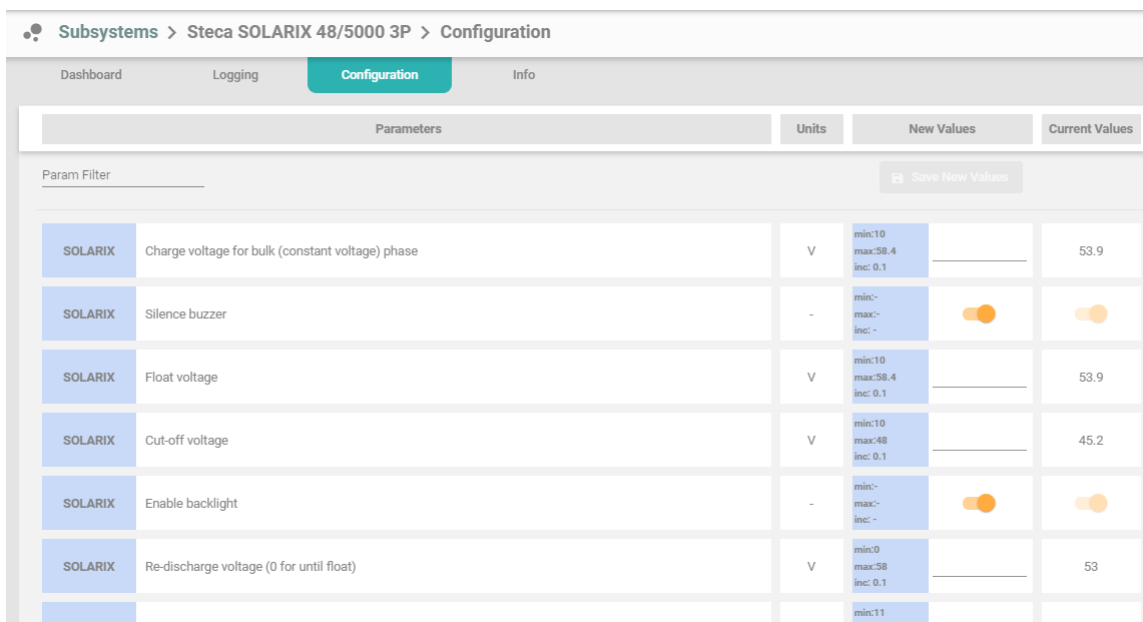 Subsystems > Steca SOLARIX 48/5000 3P > Configuration
Dashboard Logging Configuration Info
Parameters Units New Values Current Values
Param Filter Save New Values
SOLARIX Charge voltage for bulk (constant voltage) phase V min:10 max:58.4 inc: 0.1 53.9
SOLARIX Silence buzzer - min:- max:- inc: -
SOLARIX Float voltage V min:10 max:58.4 inc: 0.1 53.9
SOLARIX Cut-off voltage V min:10 max:48 inc: 0.1 45.2
SOLARIX Enable backlight - min:- max:- inc: -
SOLARIX Re-discharge voltage (0 for until float) V min:0 max:58 inc: 0.1 53
min:11